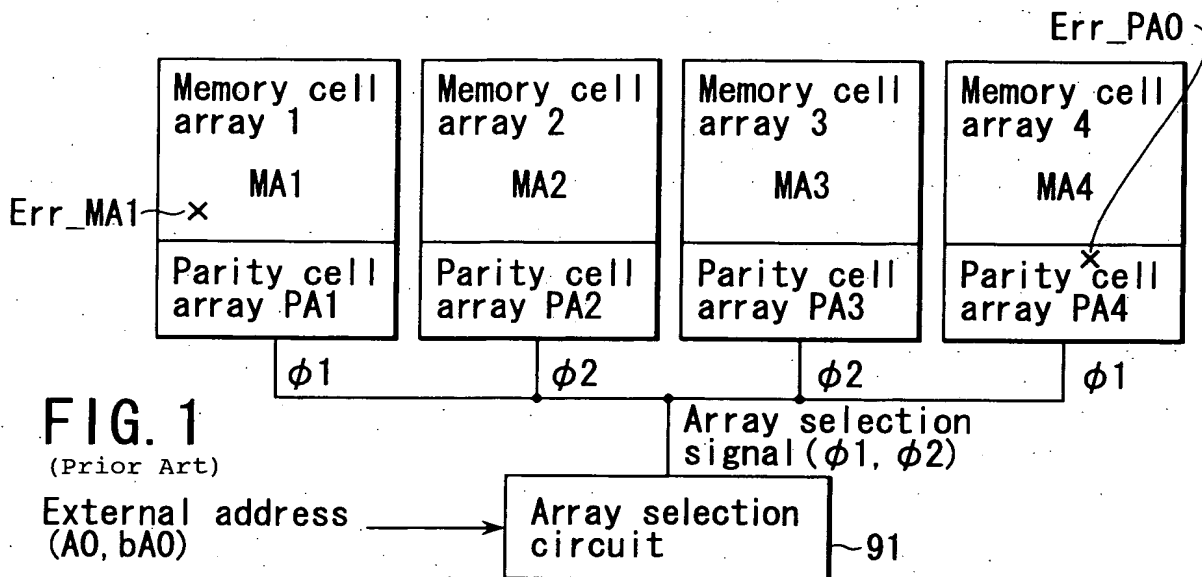 Err_PA0
Memory cell
array 1
MA1
Memory cell
array 2
MA2
Memory cell
array 3
MA3
Memory cell
array 4
MA4
Err_MA1
Parity cell
array PA1
Parity cell
array PA2
Parity cell
array PA3
Parity cell
array PA4
ϕ1
ϕ2
ϕ2
ϕ1
FIG. 1
(Prior Art)
Array selection
signal (ϕ1, ϕ2)
External address
(A0, bA0)
Array selection
circuit
91